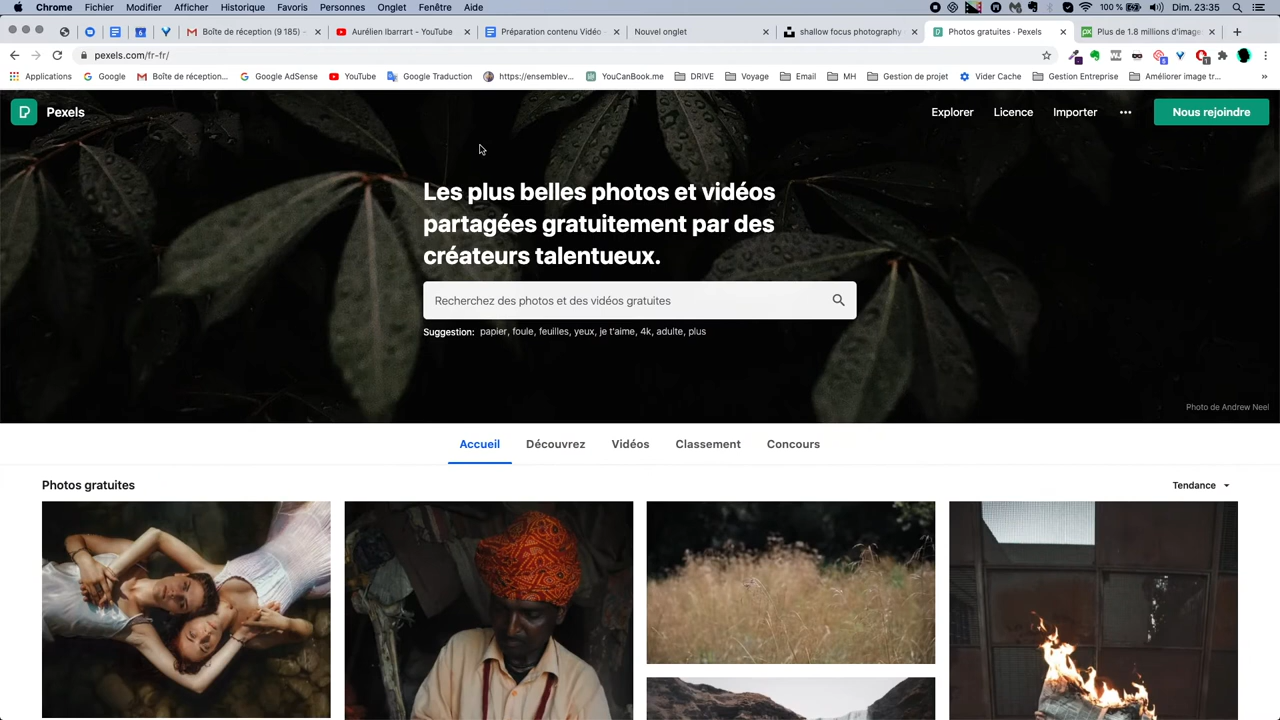 Chrome Fichier Modifier Afficher Historique Favoris Personnes Onglet Fenêtre Aide 100 % Dim. 23:35
Boîte de réception (9 185) - Aurélien Ibarrart - YouTube Préparation contenu Vidéo - Nouvel onglet shallow focus photography Photos gratuites · Pexels Plus de 1.8 millions d'image
pexels.com/fr-fr/
Applications Google Boîte de réception... Google AdSense YouTube Google Traduction https://ensemblev... YouCanBook.me DRIVE Voyage Email MH Gestion de projet Vider Cache Gestion Entreprise Améliorer image tr... »
Pexels Explorer Licence Importer ••• Nous rejoindre
Les plus belles photos et vidéos
partagées gratuitement par des
créateurs talentueux.
Recherchez des photos et des vidéos gratuites
Suggestion: papier, foule, feuilles, yeux, je t'aime, 4k, adulte, plus
Photo de Andrew Neel
Accueil Découvrez Vidéos Classement Concours
Photos gratuites Tendance